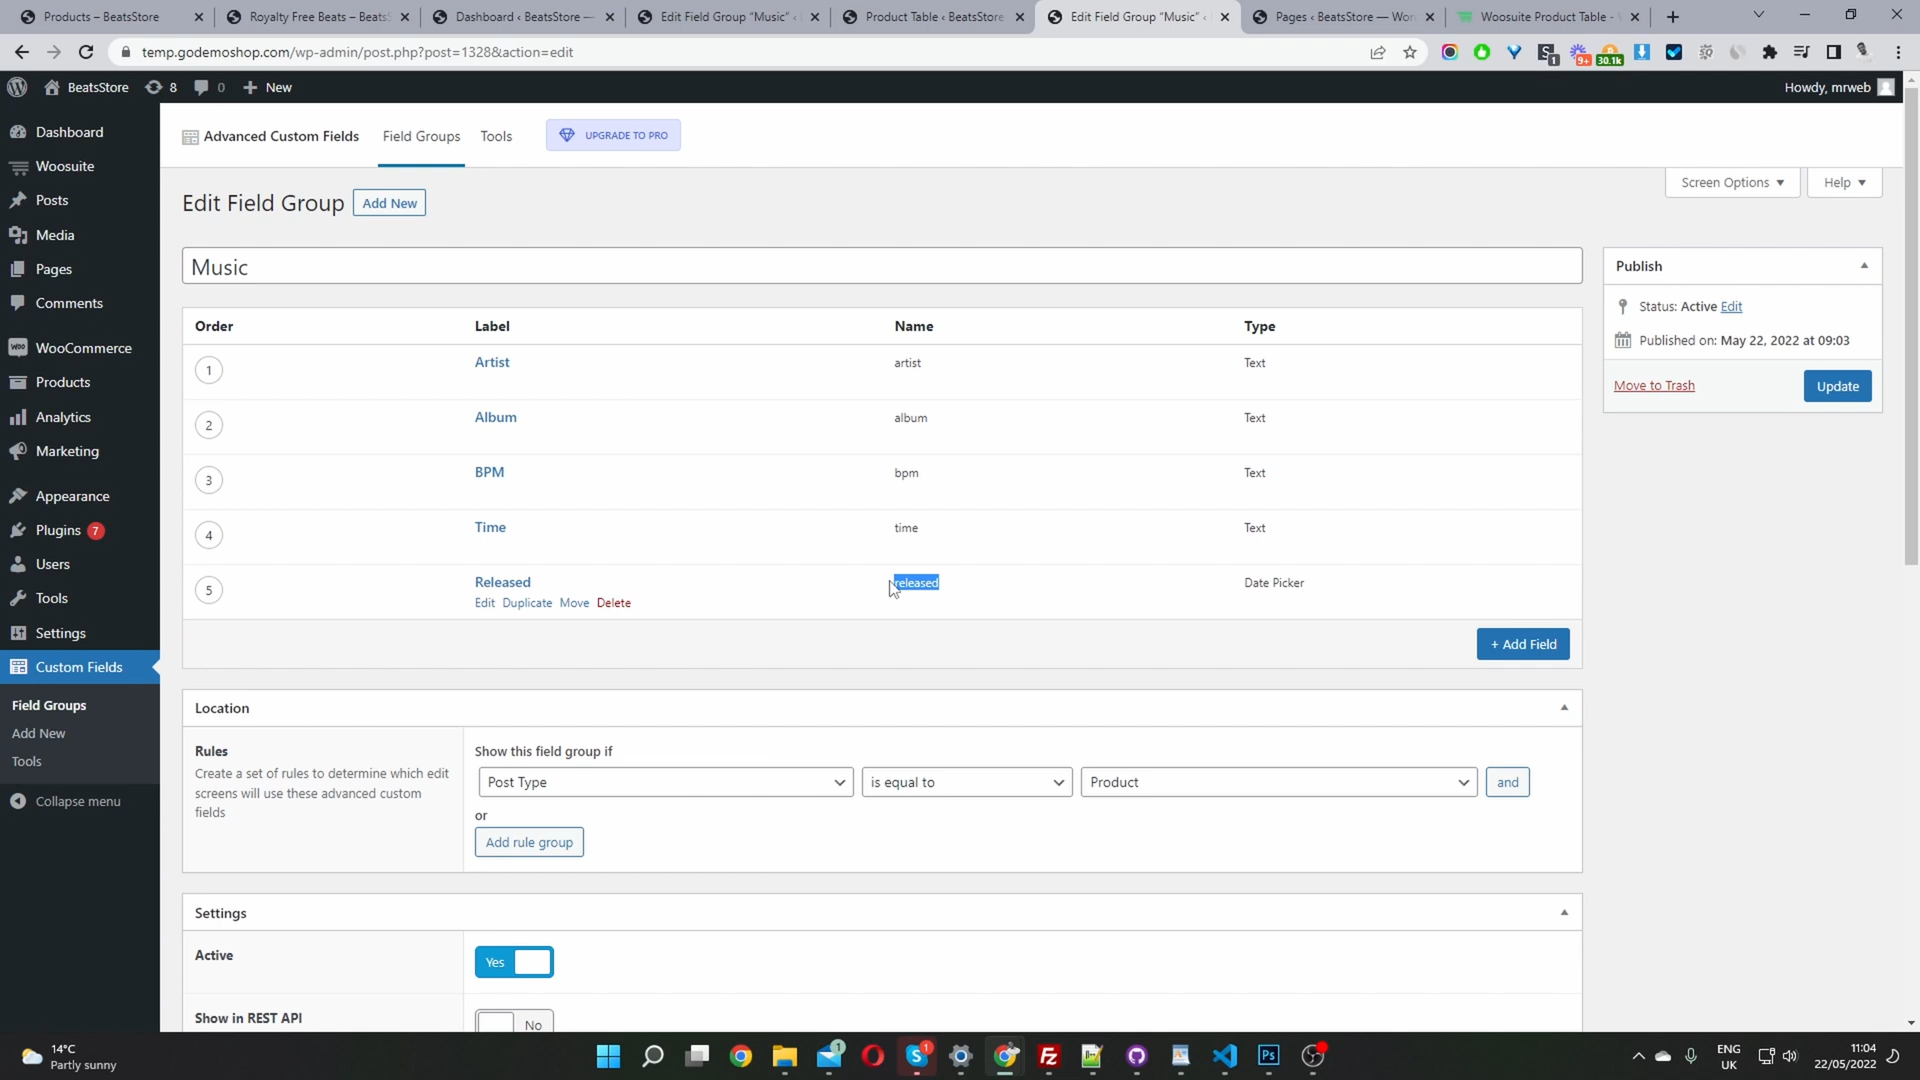 Products – BeatsStore
Royalty Free Beats – Beats
Dashboard ‹ BeatsStore —
Edit Field Group “Music” ‹
Product Table ‹ BeatsStore
Edit Field Group “Music” ‹
Pages ‹ BeatsStore — Wor
Woosuite Product Table -
temp.godemoshop.com/wp-admin/post.php?post=1328&action=edit
1
9+
30.1k
BeatsStore
8
0
New
Howdy, mrweb
Dashboard
Woosuite
Posts
Media
Pages
Comments
WooCommerce
Products
Analytics
Marketing
Appearance
Plugins 7
Users
Tools
Settings
Custom Fields
Field Groups
Add New
Tools
Collapse menu
Advanced Custom Fields
Field Groups
Tools
UPGRADE TO PRO
Screen Options
Help
Edit Field Group
Add New
Music
Order Label Name Type
1 Artist artist Text
2 Album album Text
3 BPM bpm Text
4 Time time Text
5 Released released Date Picker
Edit Duplicate Move Delete
+ Add Field
Publish
Status: Active Edit
Published on: May 22, 2022 at 09:03
Move to Trash
Update
Location
Rules
Create a set of rules to determine which edit
screens will use these advanced custom
fields
Show this field group if
Post Type
is equal to
Product
and
or
Add rule group
Settings
Active
Yes
Show in REST API
No
14°C
Partly sunny
1
1
ENG
UK
11:04
22/05/2022